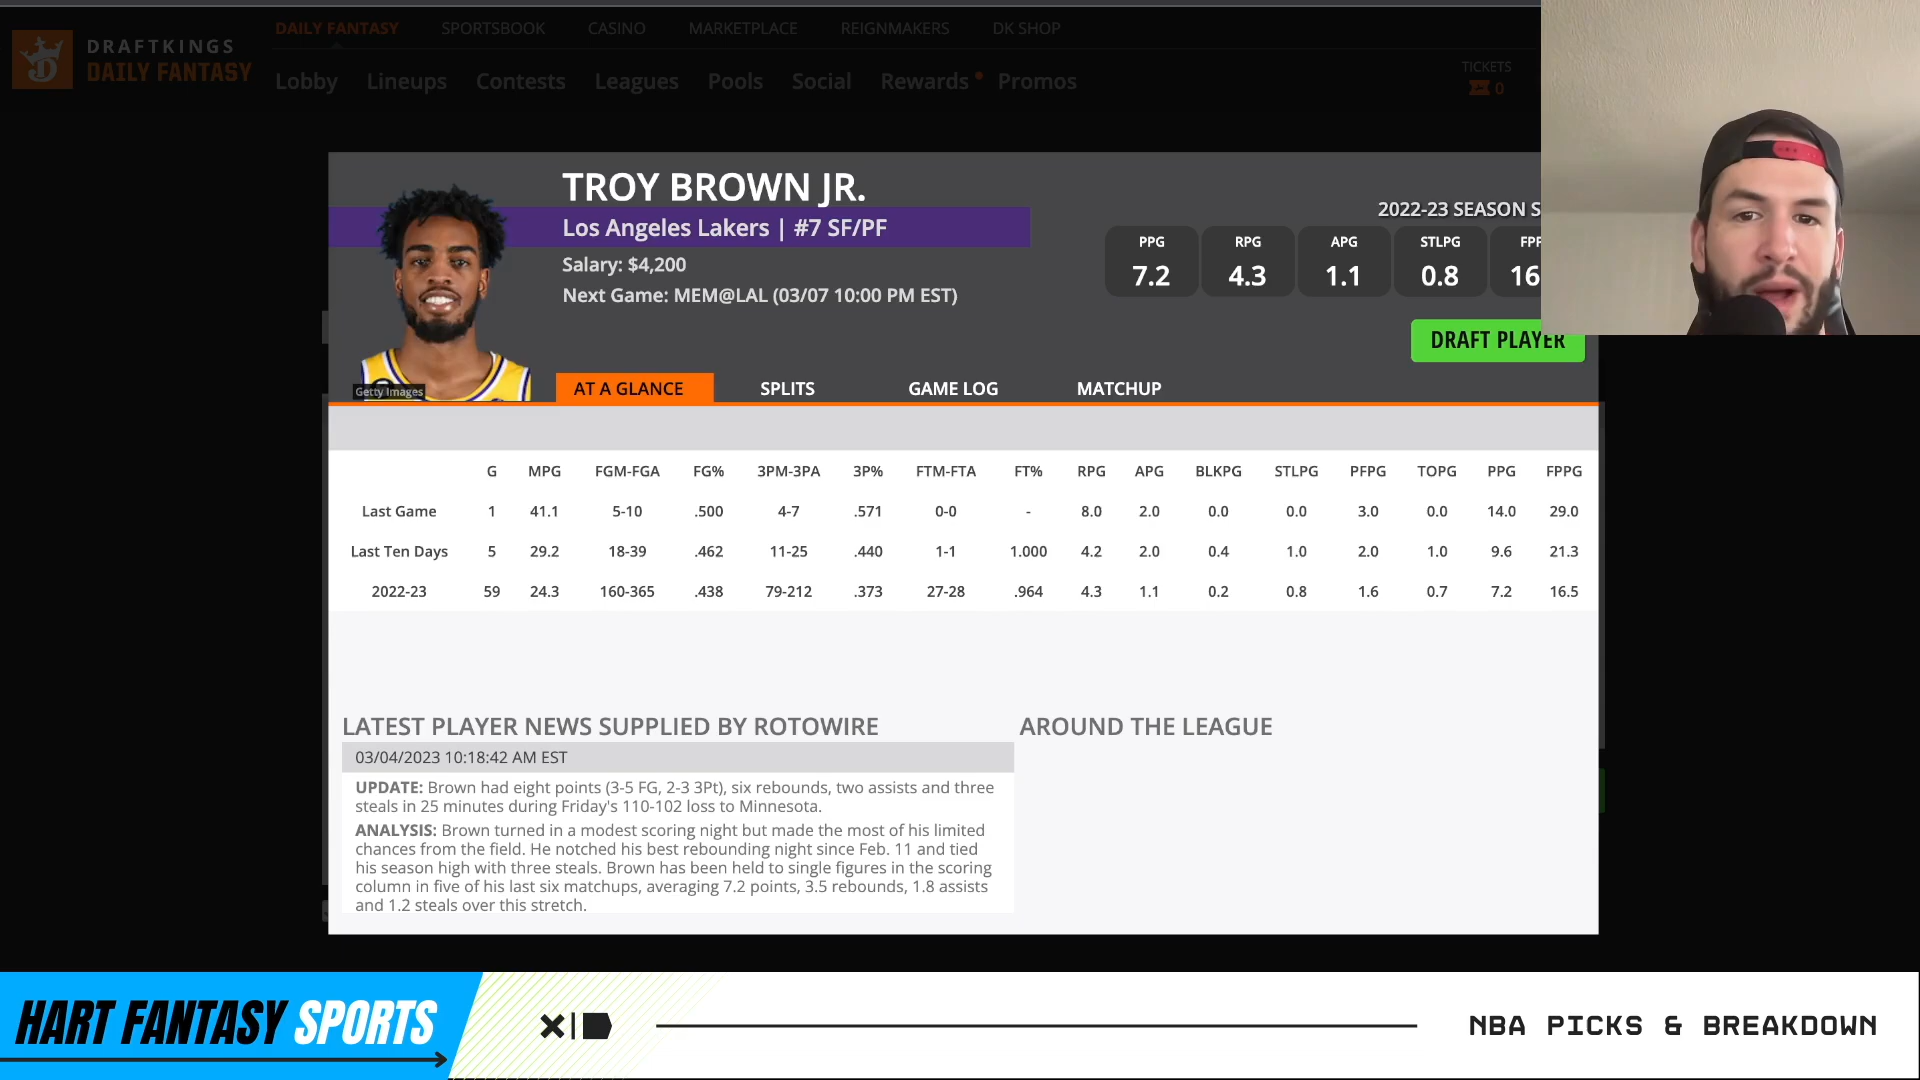 DAILY FANTASY SPORTSBOOK CASINO MARKETPLACE REIGNMAKERS DK SHOP
DRAFTKINGS
DAILY FANTASY
Lobby Lineups Contests Leagues Pools Social Rewards Promos
TICKETS
0
TROY BROWN JR.
Los Angeles Lakers | #7 SF/PF
Salary: $4,200
Next Game: MEM@LAL (03/07 10:00 PM EST)
2022-23 SEASON S
PPG RPG APG STLPG FPP
7.2 4.3 1.1 0.8 16
DRAFT PLAYER
Getty Images
AT A GLANCE SPLITS GAME LOG MATCHUP
G MPG FGM-FGA FG% 3PM-3PA 3P% FTM-FTA FT% RPG APG BLKPG STLPG PFPG TOPG PPG FPPG
Last Game 1 41.1 5-10 .500 4-7 .571 0-0 - 8.0 2.0 0.0 0.0 3.0 0.0 14.0 29.0
Last Ten Days 5 29.2 18-39 .462 11-25 .440 1-1 1.000 4.2 2.0 0.4 1.0 2.0 1.0 9.6 21.3
2022-23 59 24.3 160-365 .438 79-212 .373 27-28 .964 4.3 1.1 0.2 0.8 1.6 0.7 7.2 16.5
LATEST PLAYER NEWS SUPPLIED BY ROTOWIRE
03/04/2023 10:18:42 AM EST
UPDATE: Brown had eight points (3-5 FG, 2-3 3Pt), six rebounds, two assists and three
steals in 25 minutes during Friday's 110-102 loss to Minnesota.
ANALYSIS: Brown turned in a modest scoring night but made the most of his limited
chances from the field. He notched his best rebounding night since Feb. 11 and tied
his season high with three steals. Brown has been held to single figures in the scoring
column in five of his last six matchups, averaging 7.2 points, 3.5 rebounds, 1.8 assists
and 1.2 steals over this stretch.
AROUND THE LEAGUE
HART FANTASY SPORTS
NBA PICKS & BREAKDOWN